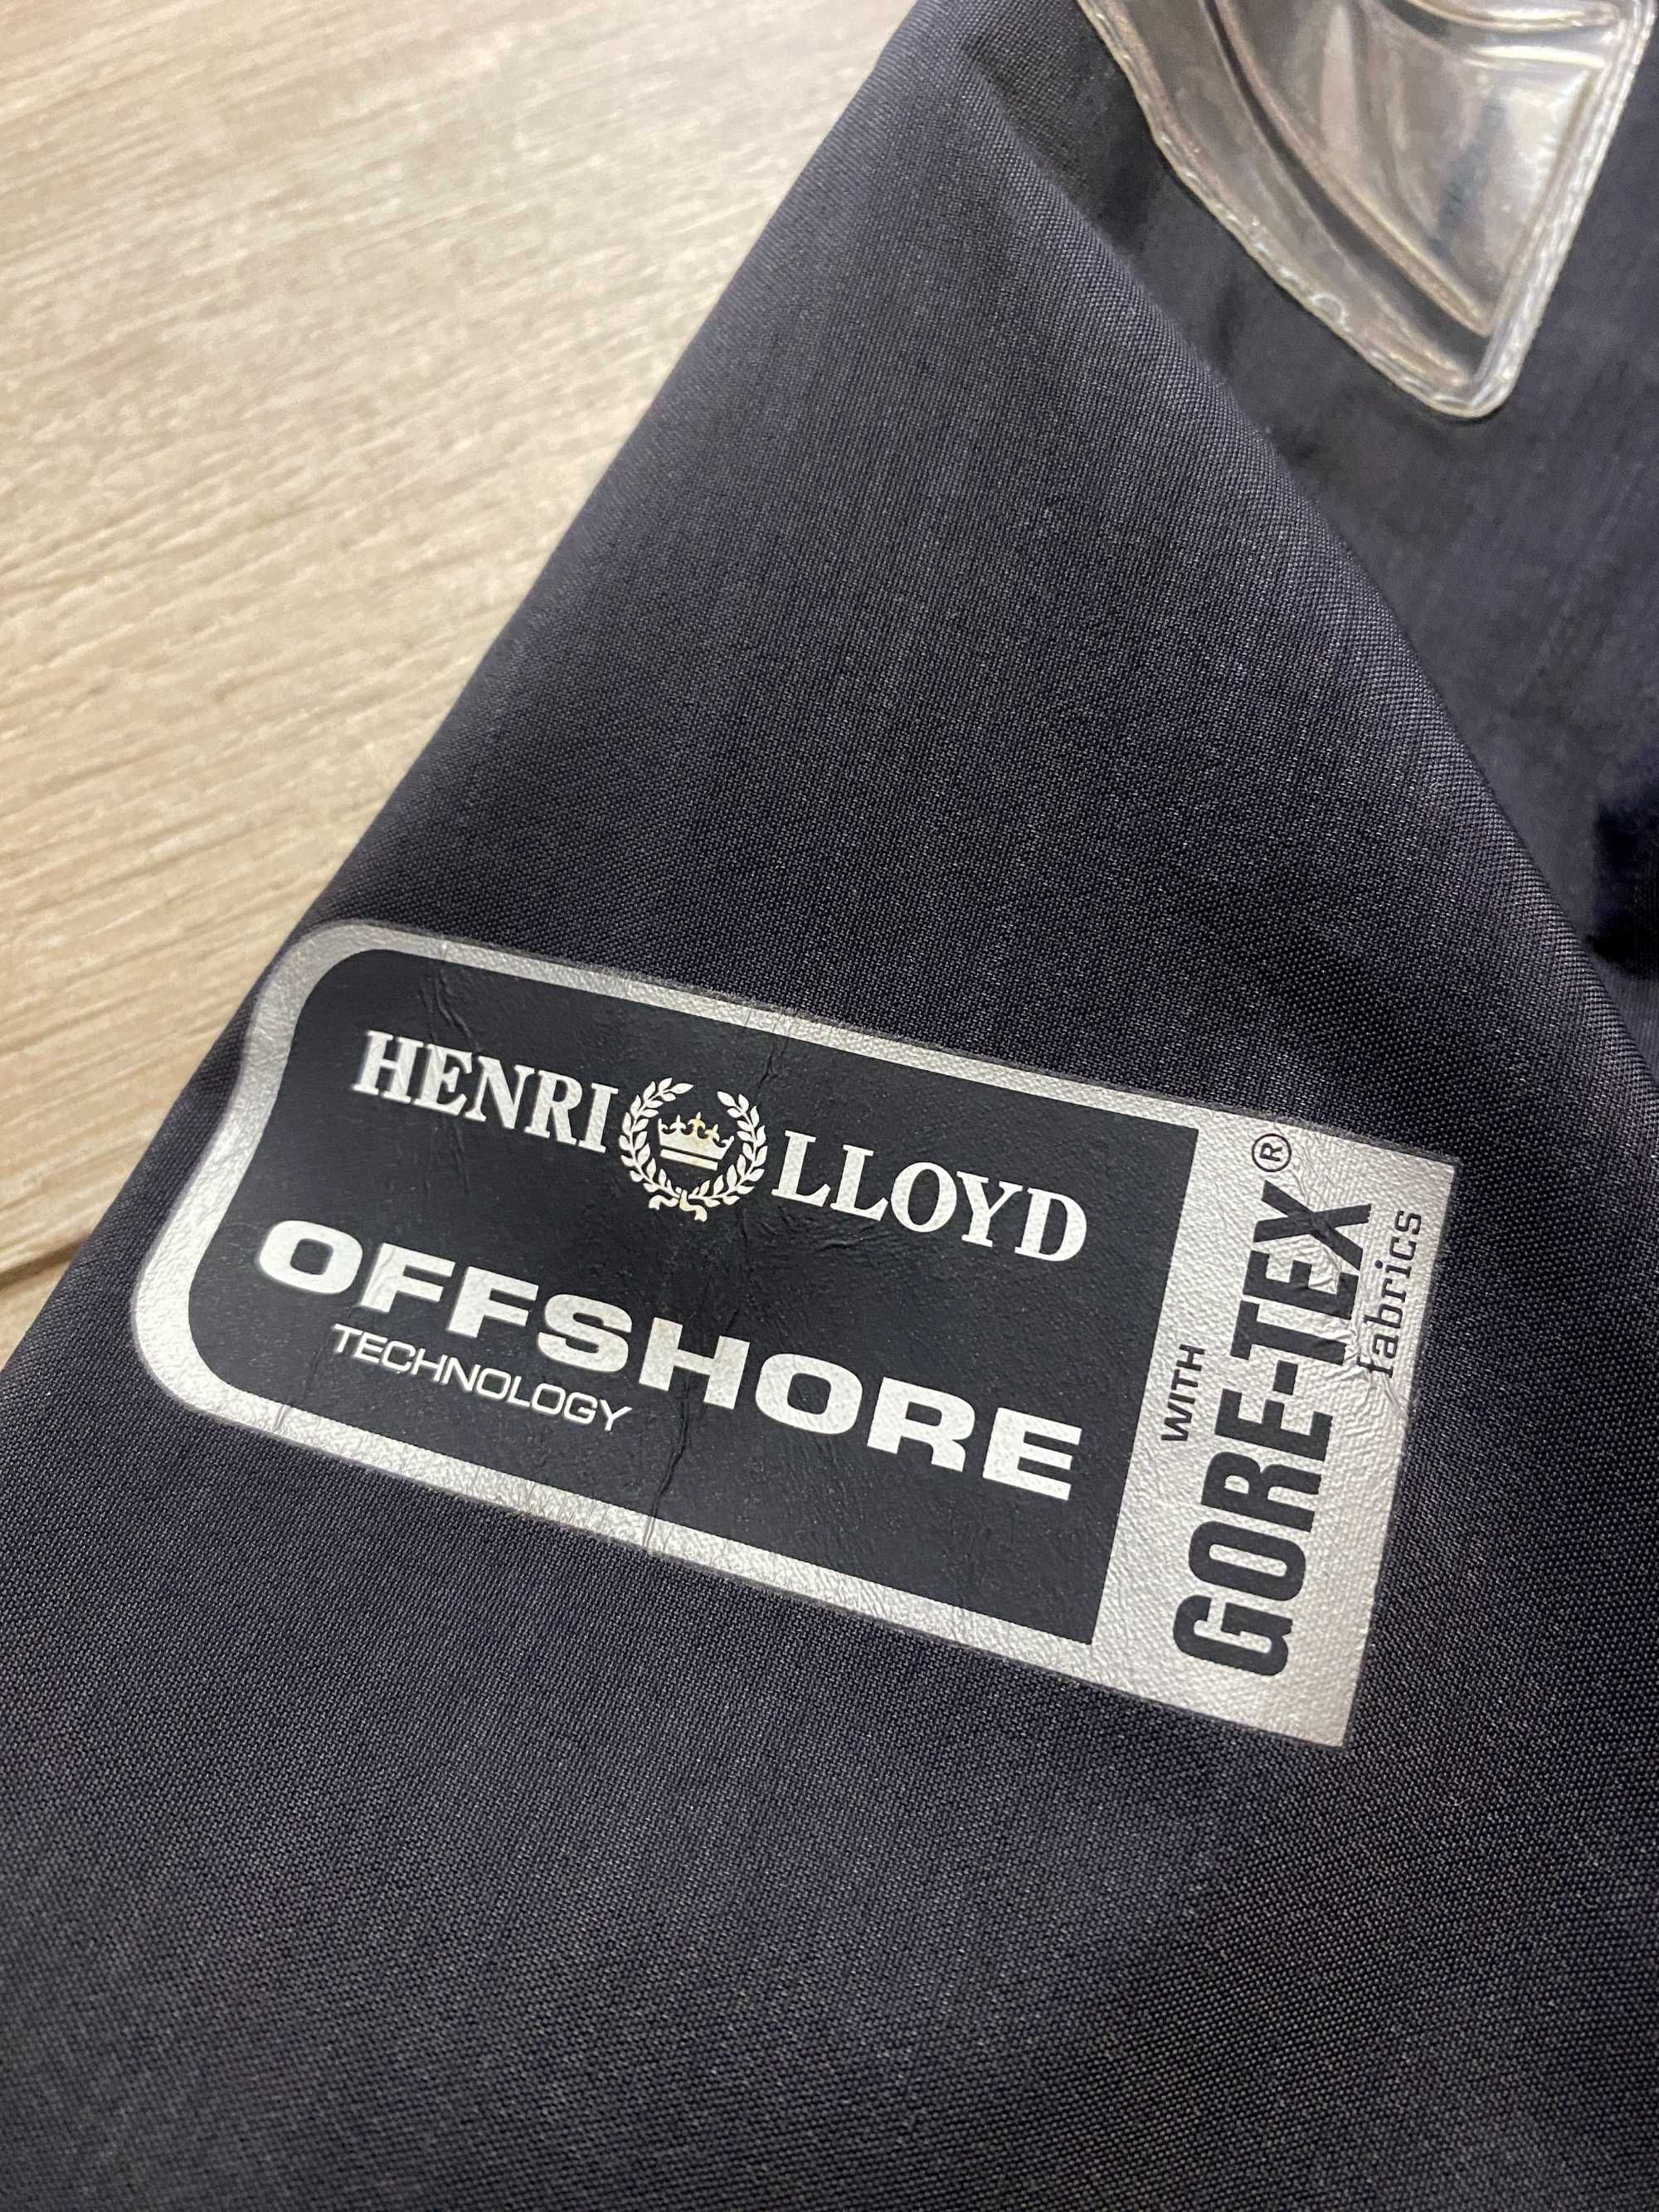 HENRI LLOYD
OFFSHORE
TECHNOLOGY
WITH
GORE-TEX®
fabrics